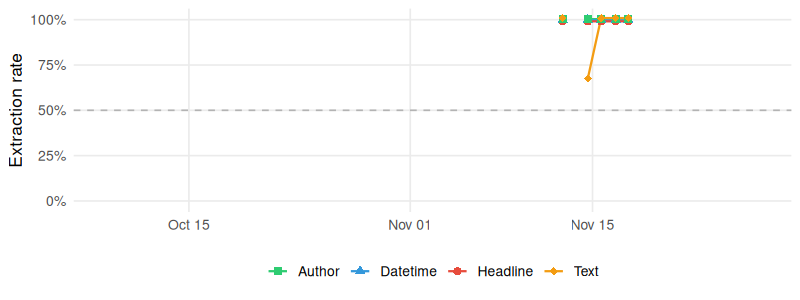 Extraction rate
100%
75%
50%
25%
0%
Oct 15 Nov 01 Nov 15
Author Datetime Headline Text